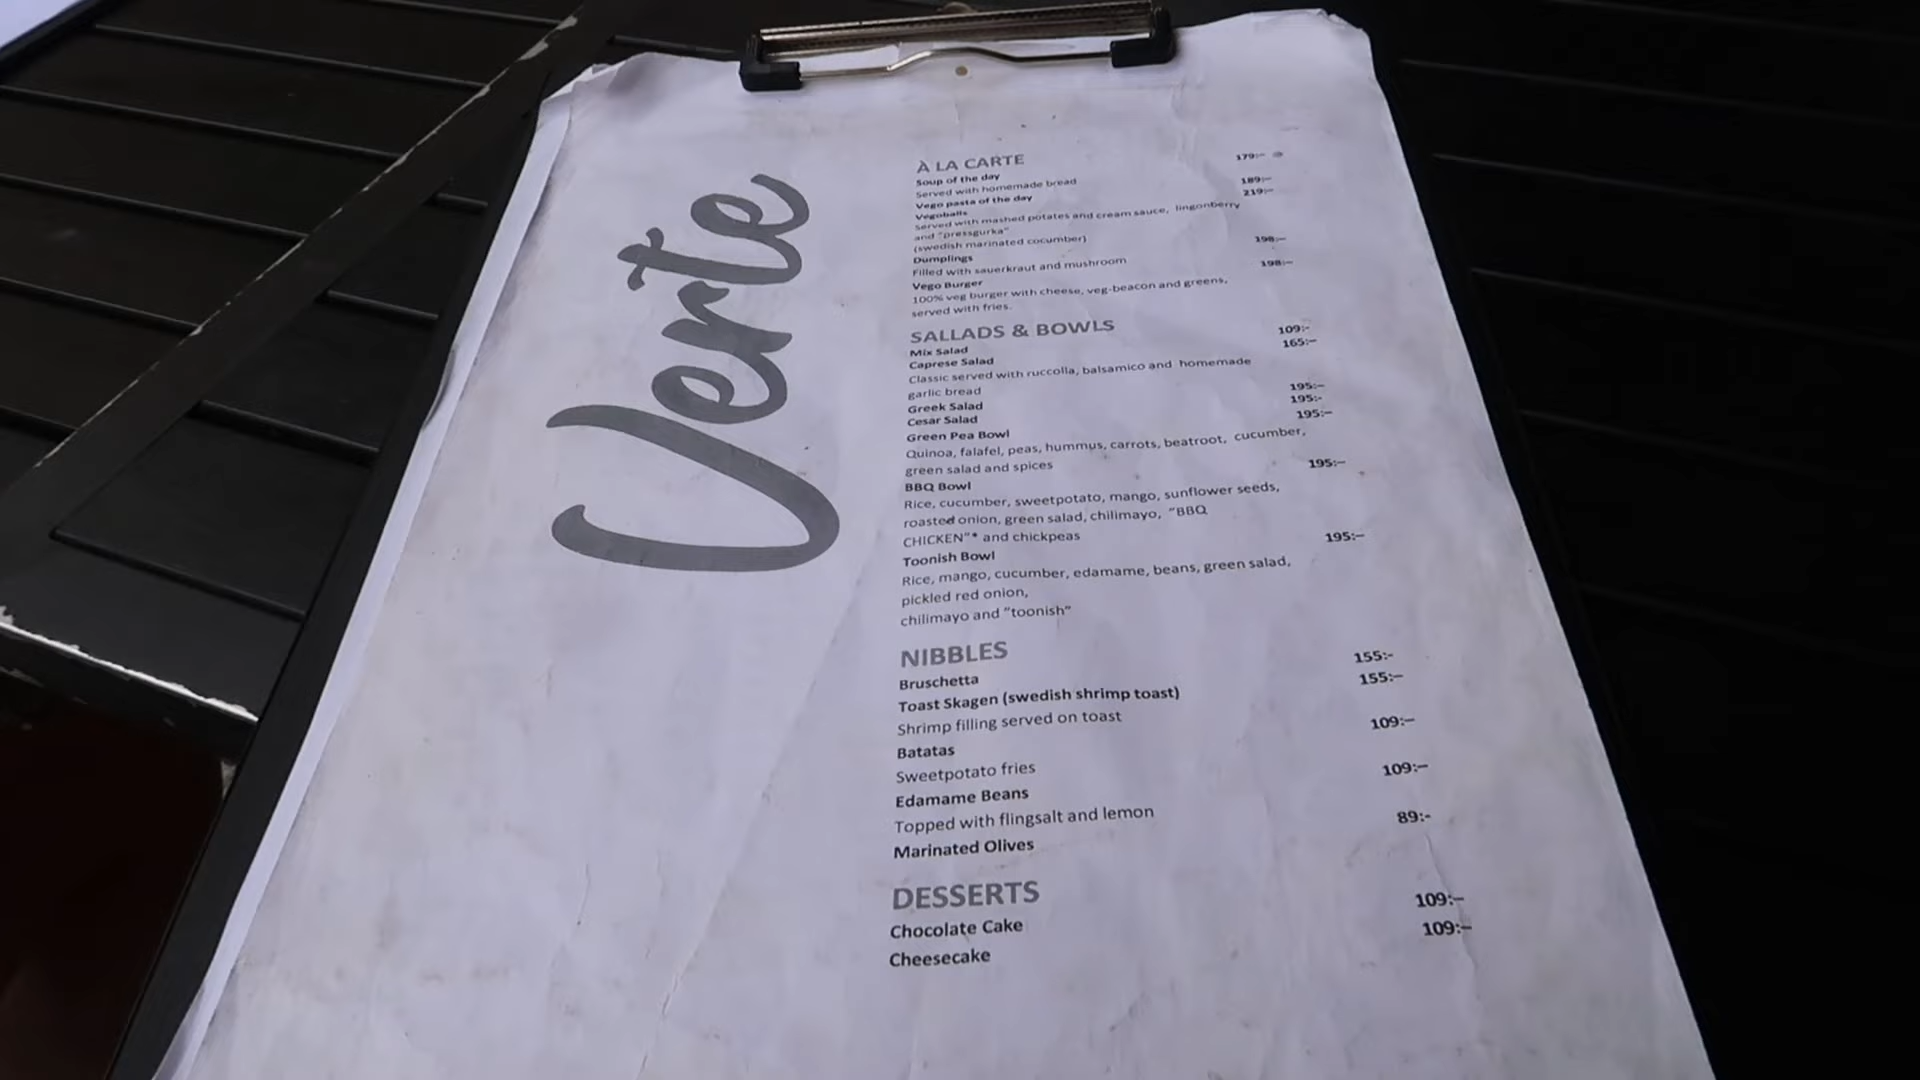 Verte
À LA CARTE
Soup of the day 179:-
Served with homemade bread
Vego pasta of the day 189:-
Vegoballs 219:-
Served with mashed potates and cream sauce, lingonberry
and "pressgurka"
(swedish marinated cocumber)
Dumplings 198:-
Filled with sauerkraut and mushroom
Vego Burger 198:-
100% veg burger with cheese, veg-beacon and greens,
served with fries.
SALLADS & BOWLS
Mix Salad 109:-
Caprese Salad 165:-
Classic served with ruccolla, balsamico and homemade
garlic bread
Greek Salad 195:-
Cesar Salad 195:-
Green Pea Bowl 195:-
Quinoa, falafel, peas, hummus, carrots, beatroot, cucumber,
green salad and spices
BBQ Bowl 195:-
Rice, cucumber, sweetpotato, mango, sunflower seeds,
roasted onion, green salad, chilimayo, "BBQ
CHICKEN"* and chickpeas
Toonish Bowl 195:-
Rice, mango, cucumber, edamame, beans, green salad,
pickled red onion,
chilimayo and "toonish"
NIBBLES
Bruschetta 155:-
Toast Skagen (swedish shrimp toast) 155:-
Shrimp filling served on toast
Batatas 109:-
Sweetpotato fries
Edamame Beans 109:-
Topped with flingsalt and lemon
Marinated Olives 89:-
DESSERTS
Chocolate Cake 109:-
Cheesecake 109:-